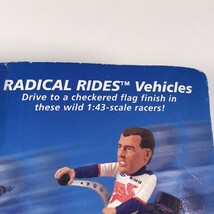 RADICAL RIDES™ Vehicles
Drive to a checkered flag finish in
these wild 1:43-scale racers!